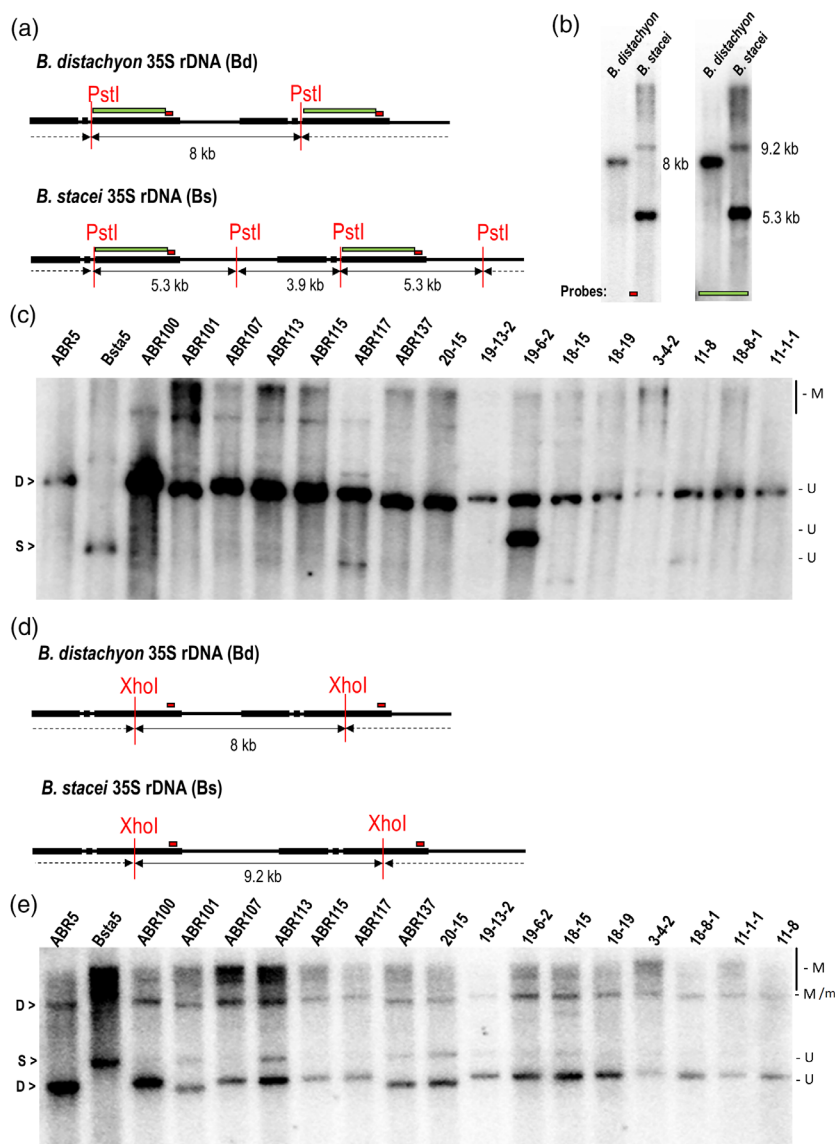 (a)
B. distachyon 35S rDNA (Bd)
PstI PstI
8 kb
B. stacei 35S rDNA (Bs)
PstI PstI PstI PstI
5.3 kb 3.9 kb 5.3 kb
(b)
B. distachyon B. stacei B. distachyon B. stacei
9.2 kb
8 kb
5.3 kb
Probes:
(c)
ABR5 Bsta5 ABR100 ABR101 ABR107 ABR113 ABR115 ABR117 ABR137 20-15 19-13-2 19-6-2 18-15 18-19 3-4-2 11-8 18-8-1 11-1-1
- M
D >
- U
- U
S >
- U
(d)
B. distachyon 35S rDNA (Bd)
XhoI XhoI
8 kb
B. stacei 35S rDNA (Bs)
XhoI XhoI
9.2 kb
(e)
ABR5 Bsta5 ABR100 ABR101 ABR107 ABR113 ABR115 ABR117 ABR137 20-15 19-13-2 19-6-2 18-15 18-19 3-4-2 18-8-1 11-1-1 11-8
- M
- M /m
D >
S >
- U
D >
- U